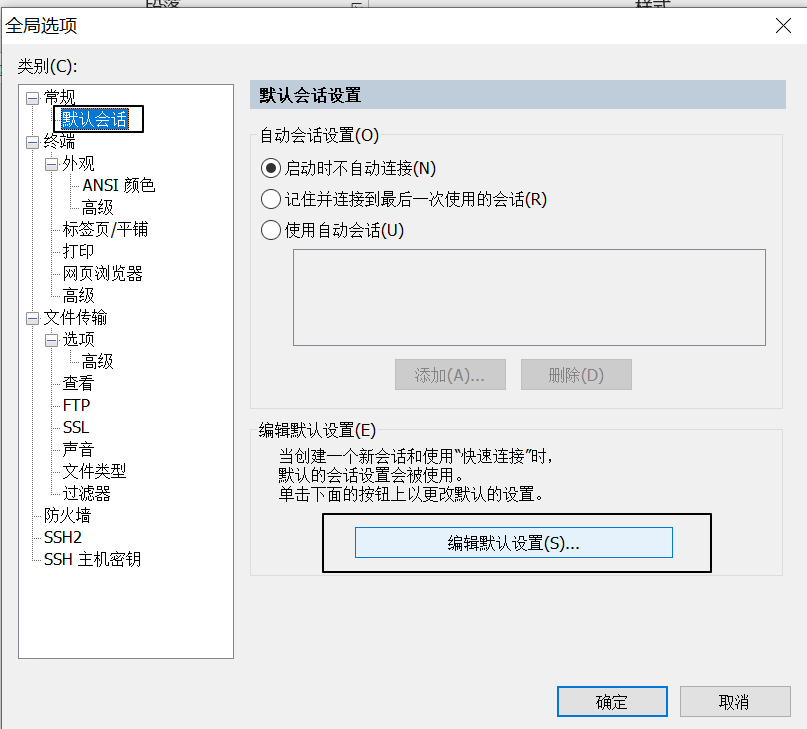 段落
样式
全局选项
类别(C):
常规
默认会话
终端
外观
ANSI 颜色
高级
标签页/平铺
打印
网页浏览器
高级
文件传输
选项
高级
查看
FTP
SSL
声音
文件类型
过滤器
防火墙
SSH2
SSH 主机密钥
默认会话设置
自动会话设置(O)
启动时不自动连接(N)
记住并连接到最后一次使用的会话(R)
使用自动会话(U)
添加(A)...
删除(D)
编辑默认设置(E)
当创建一个新会话和使用“快速连接”时，
默认的会话设置会被使用。
单击下面的按钮上以更改默认的设置。
编辑默认设置(S)...
确定
取消